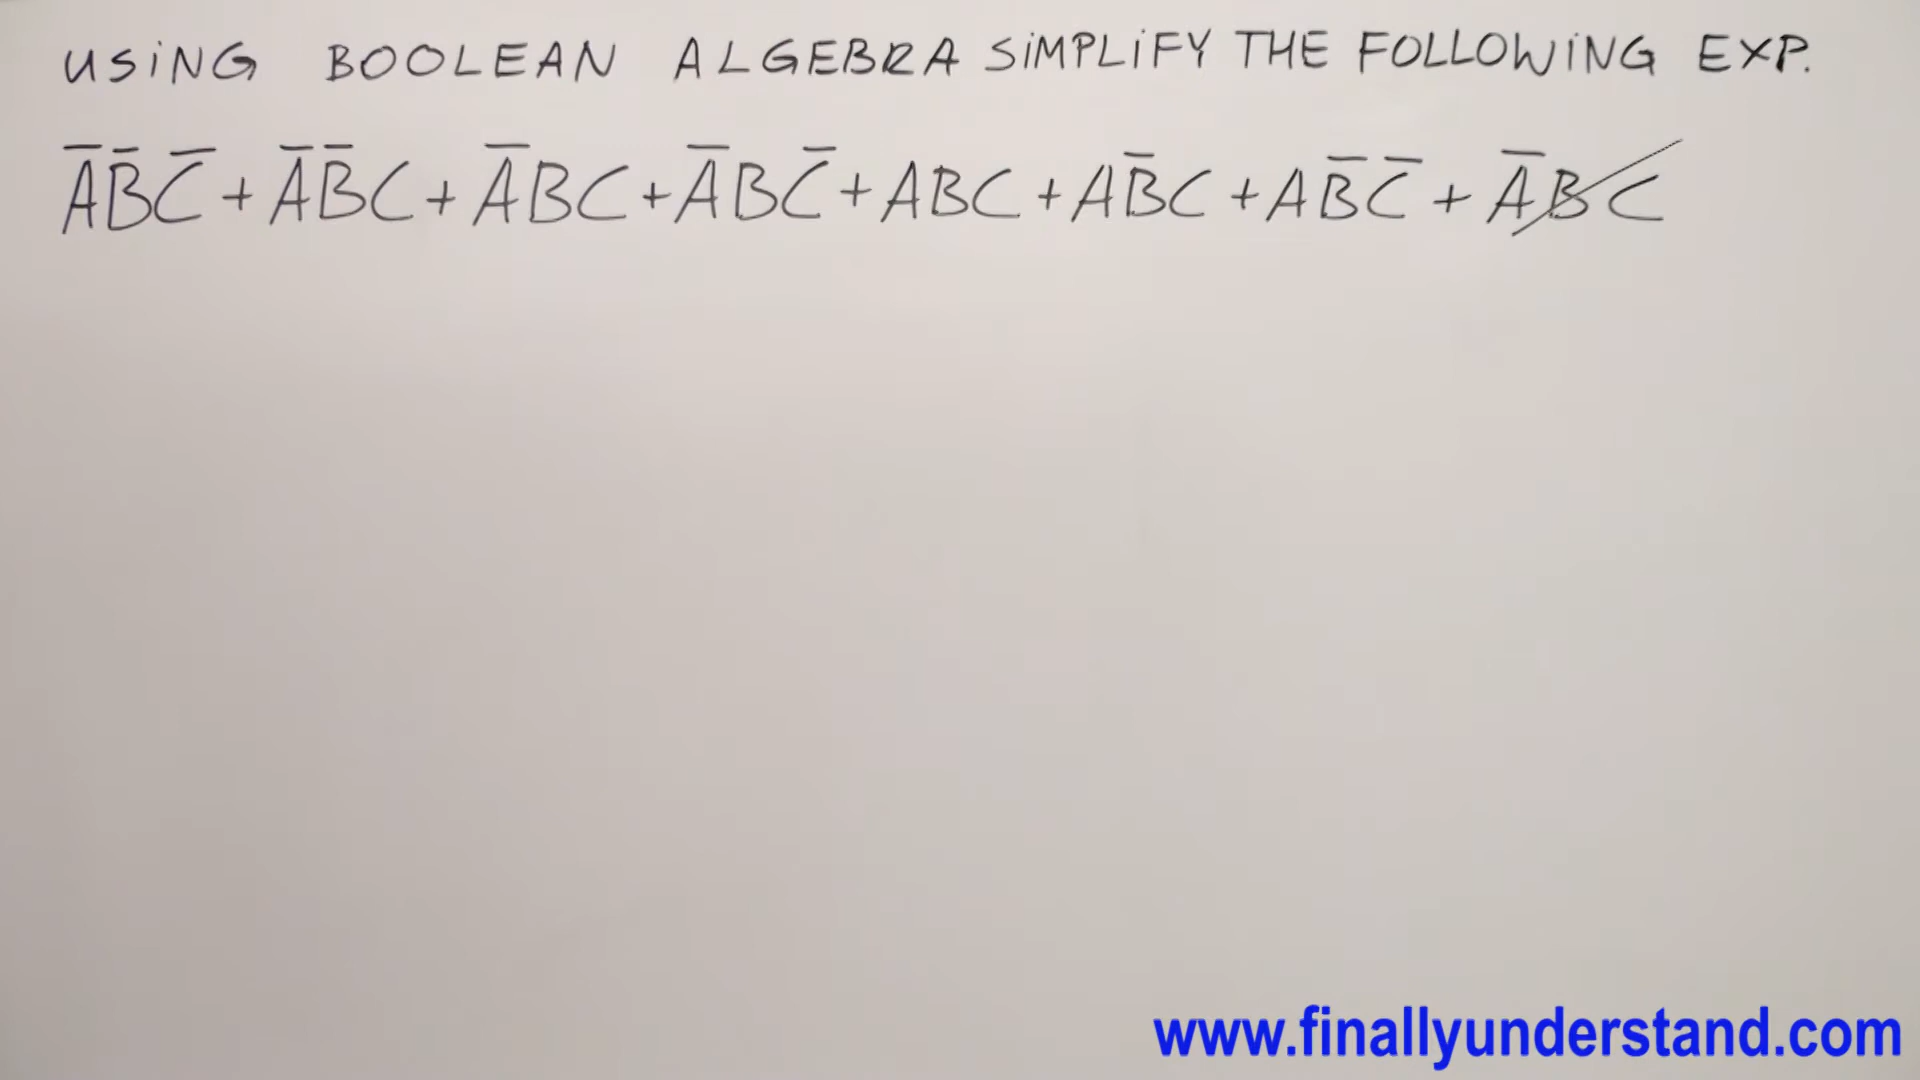 USING BOOLEAN ALGEBRA SIMPLIFY THE FOLLOWING EXP.
A̅B̅C̅ + A̅B̅C + A̅BC + A̅BC̅ + ABC + AB̅C + AB̅C̅ + A̅BC
www.finallyunderstand.com